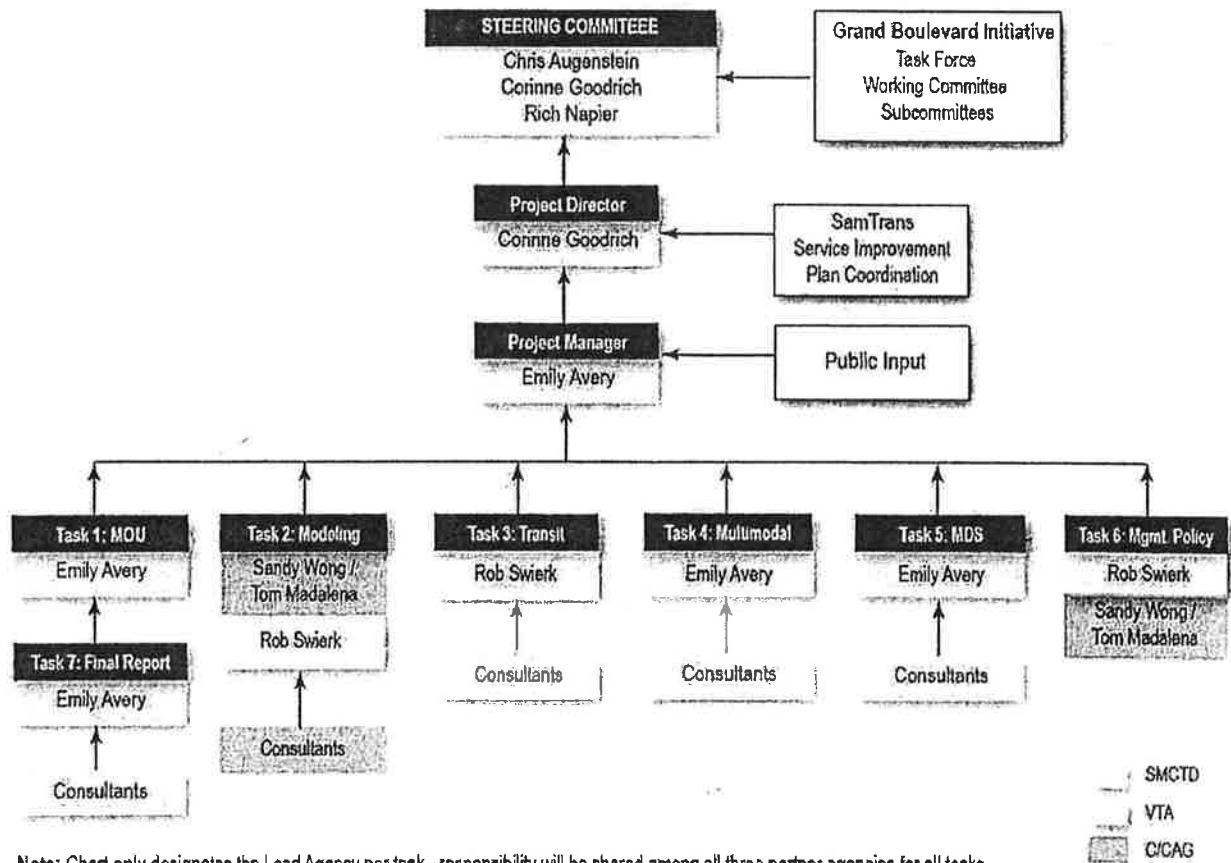 STEERING COMMITEEE
Chris Augenstein
Corinne Goodrich
Rich Napier
Grand Boulevard Initiative
Task Force
Working Committee
Subcommittees
Project Director
Corinne Goodrich
SamTrans
Service Improvement
Plan Coordination
Project Manager
Emily Avery
Public Input
Task 1: MOU
Emily Avery
Task 7: Final Report
Emily Avery
Consultants
Task 2: Modeling
Sandy Wong /
Tom Madalena
Rob Swierk
Consultants
Task 3: Transit
Rob Swierk
Consultants
Task 4: Multumodal
Emily Avery
Consultants
Task 5: MDS
Emily Avery
Consultants
Task 6: Mgmt. Policy
Rob Swierk
Sandy Wong /
Tom Madalena
SMCTD
VTA
C/CAG
Note: Chart only designates the Lead Agency per task - responsibility will be shared among all three partner agencies for all tasks